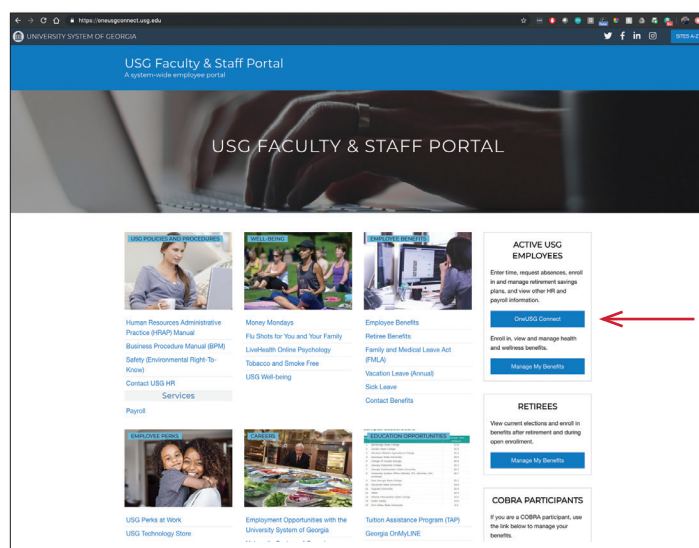 https://oneusgconnect.usg.edu
UNIVERSITY SYSTEM OF GEORGIA
SITES A-Z
USG Faculty & Staff Portal
A system-wide employee portal
USG FACULTY & STAFF PORTAL
USG POLICIES AND PROCEDURES
Human Resources Administrative
Practice (HRAP) Manual
Business Procedure Manual (BPM)
Safety (Environmental Right-To-
Know)
Contact USG HR
Services
Payroll
WELL-BEING
Money Mondays
Flu Shots for You and Your Family
LiveHealth Online Psychology
Tobacco and Smoke Free
USG Well-being
EMPLOYEE BENEFITS
Employee Benefits
Retiree Benefits
Family and Medical Leave Act
(FMLA)
Vacation Leave (Annual)
Sick Leave
Contact Benefits
ACTIVE USG
EMPLOYEES
Enter time, request absences, enroll
in and manage retirement savings
plans, and view other HR and
payroll information.
OneUSG Connect
Enroll in, view and manage health
and wellness benefits.
Manage My Benefits
RETIREES
View current elections and enroll in
benefits after retirement and during
open enrollment.
Manage My Benefits
COBRA PARTICIPANTS
If you are a COBRA participant, use
the link below to manage your
benefits.
EMPLOYEE PERKS
USG Perks at Work
USG Technology Store
CAREERS
Employment Opportunities with the
University System of Georgia
EDUCATION OPPORTUNITIES
Tuition Assistance Program (TAP)
Georgia OnMyLINE